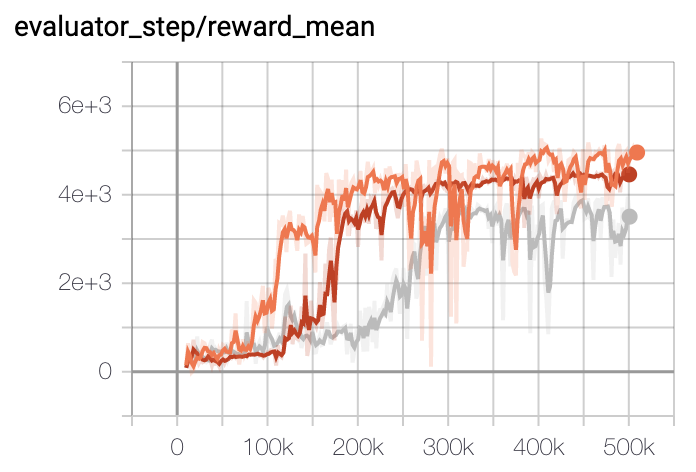 evaluator_step/reward_mean
6e+3
4e+3
2e+3
0
0 100k 200k 300k 400k 500k